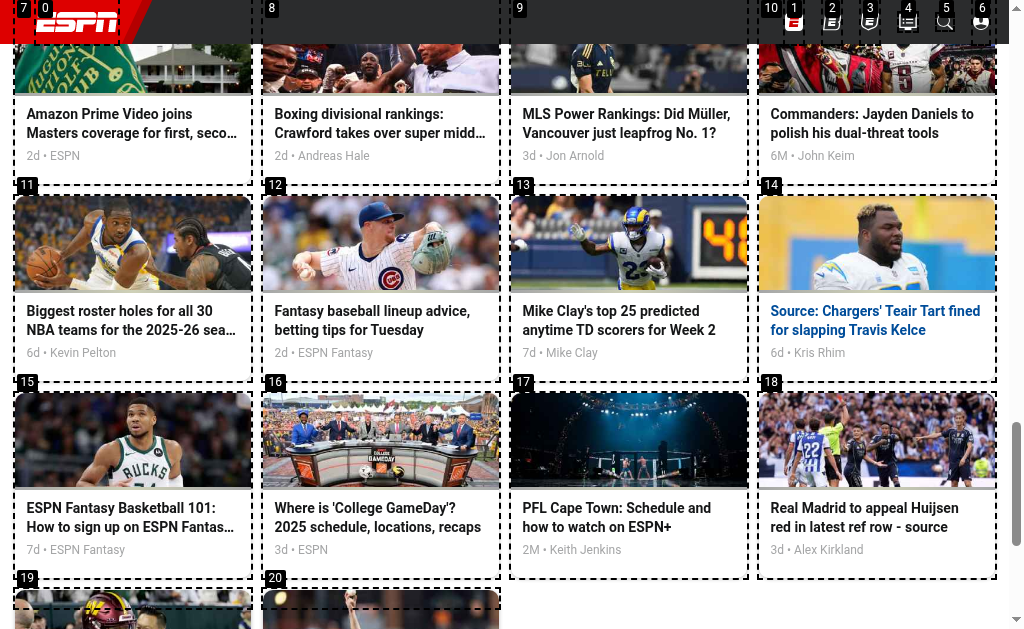 7
0
ESPN
8
9
10
1
2
3
4
5
6
Amazon Prime Video joins
Masters coverage for first, seco...
2d • ESPN
Boxing divisional rankings:
Crawford takes over super midd...
2d • Andreas Hale
MLS Power Rankings: Did Müller,
Vancouver just leapfrog No. 1?
3d • Jon Arnold
Commanders: Jayden Daniels to
polish his dual-threat tools
6M • John Keim
11
12
13
14
Biggest roster holes for all 30
NBA teams for the 2025-26 sea...
6d • Kevin Pelton
Fantasy baseball lineup advice,
betting tips for Tuesday
2d • ESPN Fantasy
Mike Clay's top 25 predicted
anytime TD scorers for Week 2
7d • Mike Clay
Source: Chargers' Teair Tart fined
for slapping Travis Kelce
6d • Kris Rhim
15
16
17
18
BUCKS
COLLEGE
GAMEDAY
22
ESPN Fantasy Basketball 101:
How to sign up on ESPN Fantas...
7d • ESPN Fantasy
Where is 'College GameDay'?
2025 schedule, locations, recaps
3d • ESPN
PFL Cape Town: Schedule and
how to watch on ESPN+
2M • Keith Jenkins
Real Madrid to appeal Huijsen
red in latest ref row - source
3d • Alex Kirkland
19
20